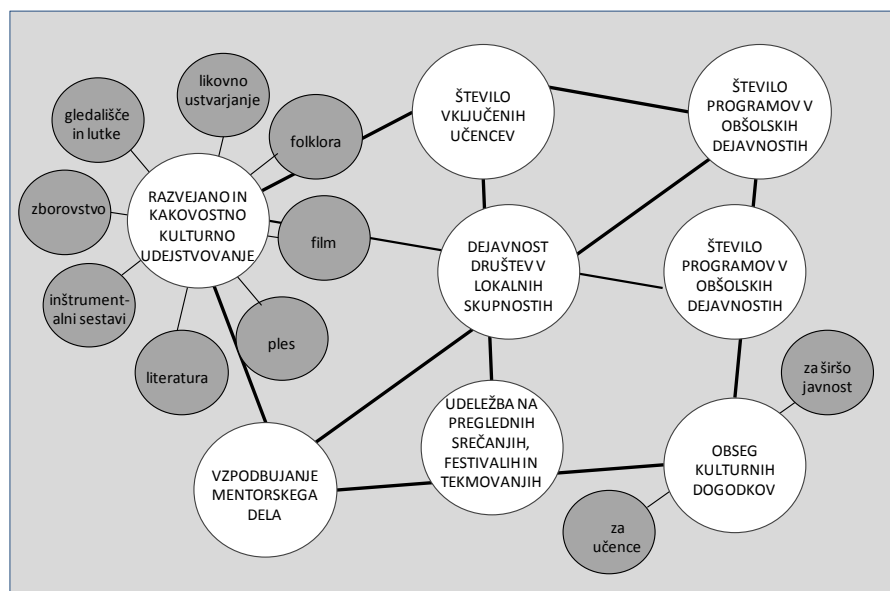 likovno
ustvarjanje
gledališče
in lutke
folklora
zborovstvo
RAZVEJANO IN
KAKOVOSTNO
KULTURNO
UDEJSTVOVANJE
film
inštrument-
alni sestavi
literatura
ples
ŠTEVILO
VKLJUČENIH
UČENCEV
ŠTEVILO
PROGRAMOV V
OBŠOLSKIH
DEJAVNOSTIH
DEJAVNOST
DRUŠTEV V
LOKALNIH
SKUPNOSTIH
ŠTEVILO
PROGRAMOV V
OBŠOLSKIH
DEJAVNOSTIH
za širšo
javnost
UDELEŽBA NA
PREGLEDNIH
SREČANJIH,
FESTIVALIH IN
TEKMOVANJIH
VZPODBUJANJE
MENTORSKEGA
DELA
OBSEG
KULTURNIH
DOGODKOV
za
učence